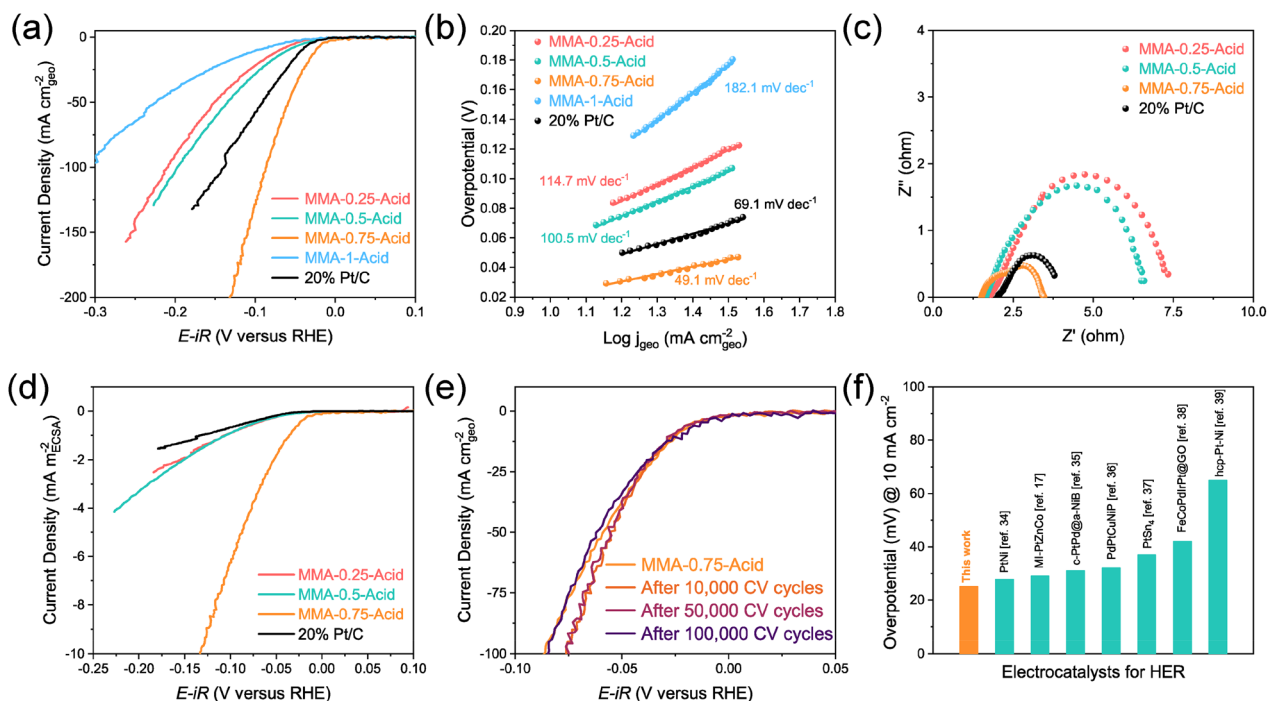 (a)
0
-50
-100
-150
-200
-0.3
-0.2
-0.1
0.0
0.1
Current Density (mA cm⁻²geo)
E-iR (V versus RHE)
MMA-0.25-Acid
MMA-0.5-Acid
MMA-0.75-Acid
MMA-1-Acid
20% Pt/C
(b)
0.20
0.18
0.16
0.14
0.12
0.10
0.08
0.06
0.04
0.02
0.9
1.0
1.1
1.2
1.3
1.4
1.5
1.6
1.7
1.8
Overpotential (V)
Log jgeo (mA cm⁻²geo)
MMA-0.25-Acid
MMA-0.5-Acid
MMA-0.75-Acid
MMA-1-Acid
20% Pt/C
182.1 mV dec⁻¹
114.7 mV dec⁻¹
69.1 mV dec⁻¹
100.5 mV dec⁻¹
49.1 mV dec⁻¹
(c)
4
3
2
1
0
0.0
2.5
5.0
7.5
10.0
Z'' (ohm)
Z' (ohm)
MMA-0.25-Acid
MMA-0.5-Acid
MMA-0.75-Acid
20% Pt/C
(d)
0
-2
-4
-6
-8
-10
-0.25
-0.20
-0.15
-0.10
-0.05
0.00
0.05
0.10
Current Density (mA m⁻²ECSA)
E-iR (V versus RHE)
MMA-0.25-Acid
MMA-0.5-Acid
MMA-0.75-Acid
20% Pt/C
(e)
0
-25
-50
-75
-100
-0.10
-0.05
0.00
0.05
Current Density (mA cm⁻²geo)
E-iR (V versus RHE)
MMA-0.75-Acid
After 10,000 CV cycles
After 50,000 CV cycles
After 100,000 CV cycles
(f)
100
80
60
40
20
0
Overpotential (mV) @ 10 mA cm⁻²
This work
PtNi [ref. 34]
MI-PtZnCo [ref. 17]
c-PtPd@a-NiB [ref. 35]
PdPtCuNiP [ref. 36]
PtSn₄ [ref. 37]
FeCoPdIrPt@GO [ref. 38]
hcp-Pt-Ni [ref. 39]
Electrocatalysts for HER